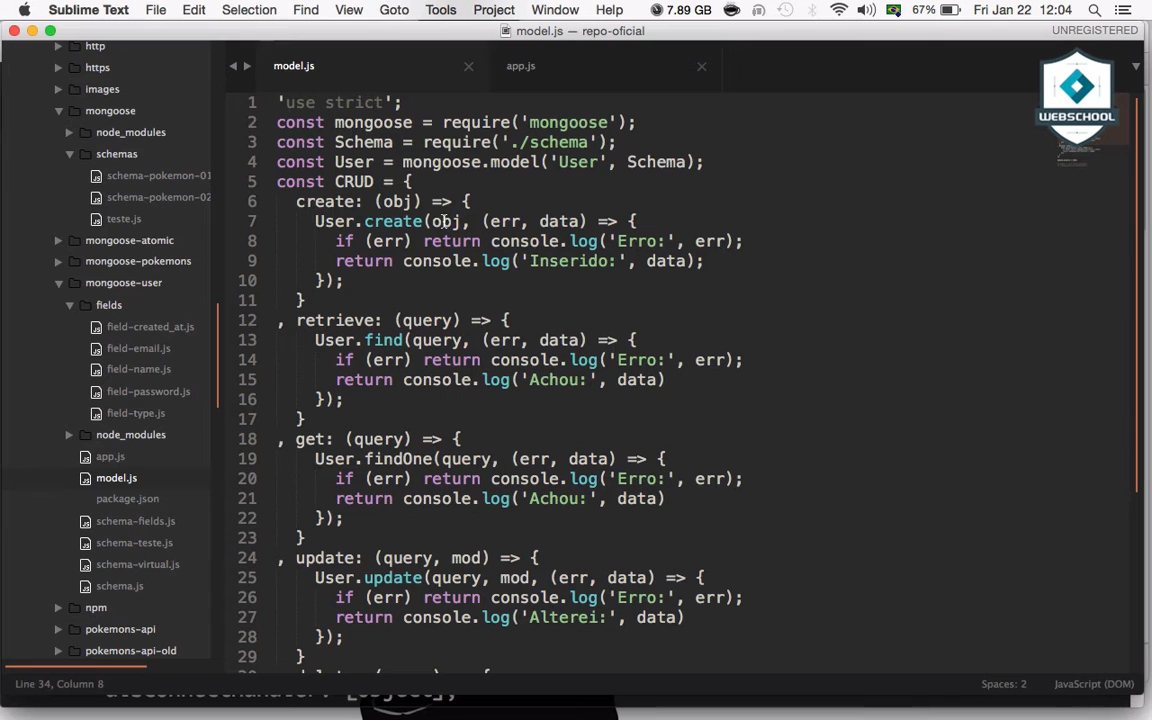 Sublime Text File Edit Selection Find View Goto Tools Project Window Help 7.89 GB 67% Fri Jan 22 12:04
model.js — repo-oficial UNREGISTERED
http
https
images
mongoose
node_modules
schemas
schema-pokemon-01
schema-pokemon-02
teste.js
mongoose-atomic
mongoose-pokemons
mongoose-user
fields
field-created_at.js
field-email.js
field-name.js
field-password.js
field-type.js
node_modules
app.js
model.js
package.json
schema-fields.js
schema-teste.js
schema-virtual.js
schema.js
npm
pokemons-api
pokemons-api-old
model.js app.js
WEBSCHOOL
1 'use strict';
2 const mongoose = require('mongoose');
3 const Schema = require('./schema');
4 const User = mongoose.model('User', Schema);
5 const CRUD = {
6 create: (obj) => {
7 User.create(obj, (err, data) => {
8 if (err) return console.log('Erro:', err);
9 return console.log('Inserido:', data);
10 });
11 }
12 , retrieve: (query) => {
13 User.find(query, (err, data) => {
14 if (err) return console.log('Erro:', err);
15 return console.log('Achou:', data)
16 });
17 }
18 , get: (query) => {
19 User.findOne(query, (err, data) => {
20 if (err) return console.log('Erro:', err);
21 return console.log('Achou:', data)
22 });
23 }
24 , update: (query, mod) => {
25 User.update(query, mod, (err, data) => {
26 if (err) return console.log('Erro:', err);
27 return console.log('Alterei:', data)
28 });
29 }
Line 34, Column 8 Spaces: 2 JavaScript (DOM)